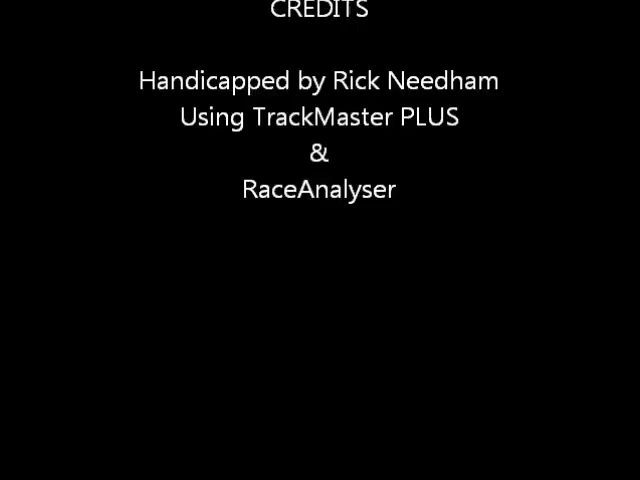 CREDITS
Handicapped by Rick Needham
Using TrackMaster PLUS
&
RaceAnalyser